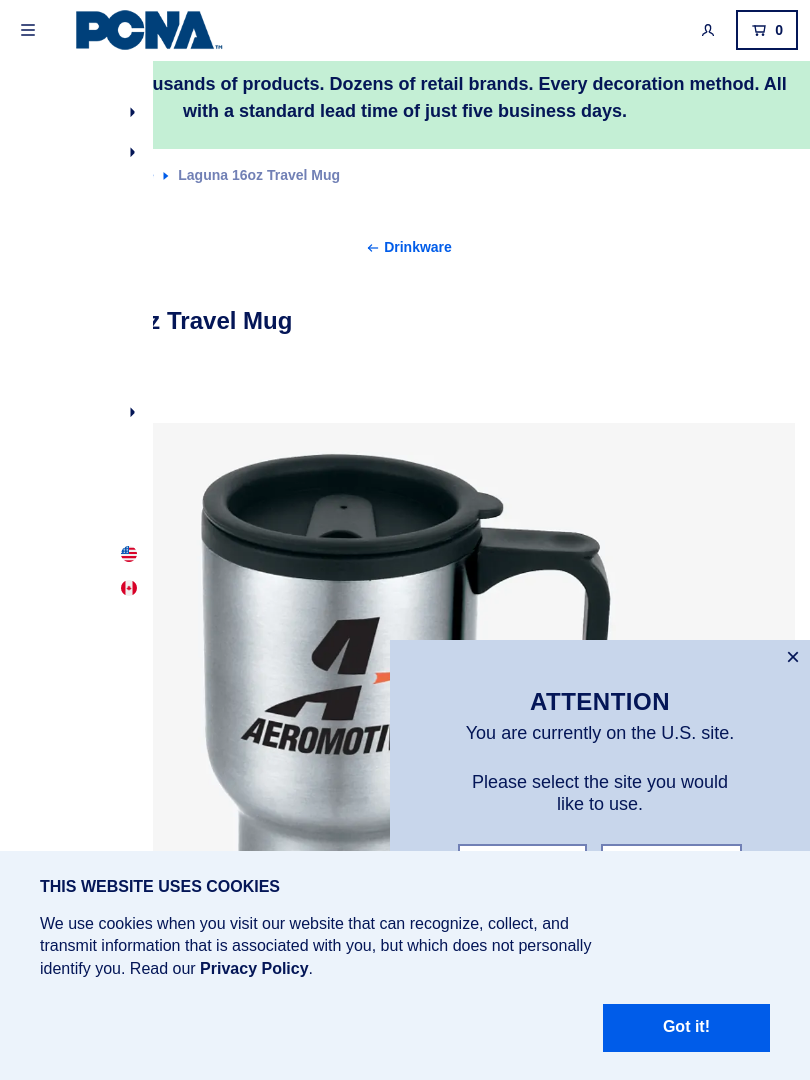 PCNA™
0
usands of products. Dozens of retail brands. Every decoration method. All
with a standard lead time of just five business days.
Laguna 16oz Travel Mug
Drinkware
z Travel Mug
AEROMOTI
ATTENTION
You are currently on the U.S. site.
Please select the site you would
like to use.
THIS WEBSITE USES COOKIES
We use cookies when you visit our website that can recognize, collect, and
transmit information that is associated with you, but which does not personally
identify you. Read our Privacy Policy.
Got it!